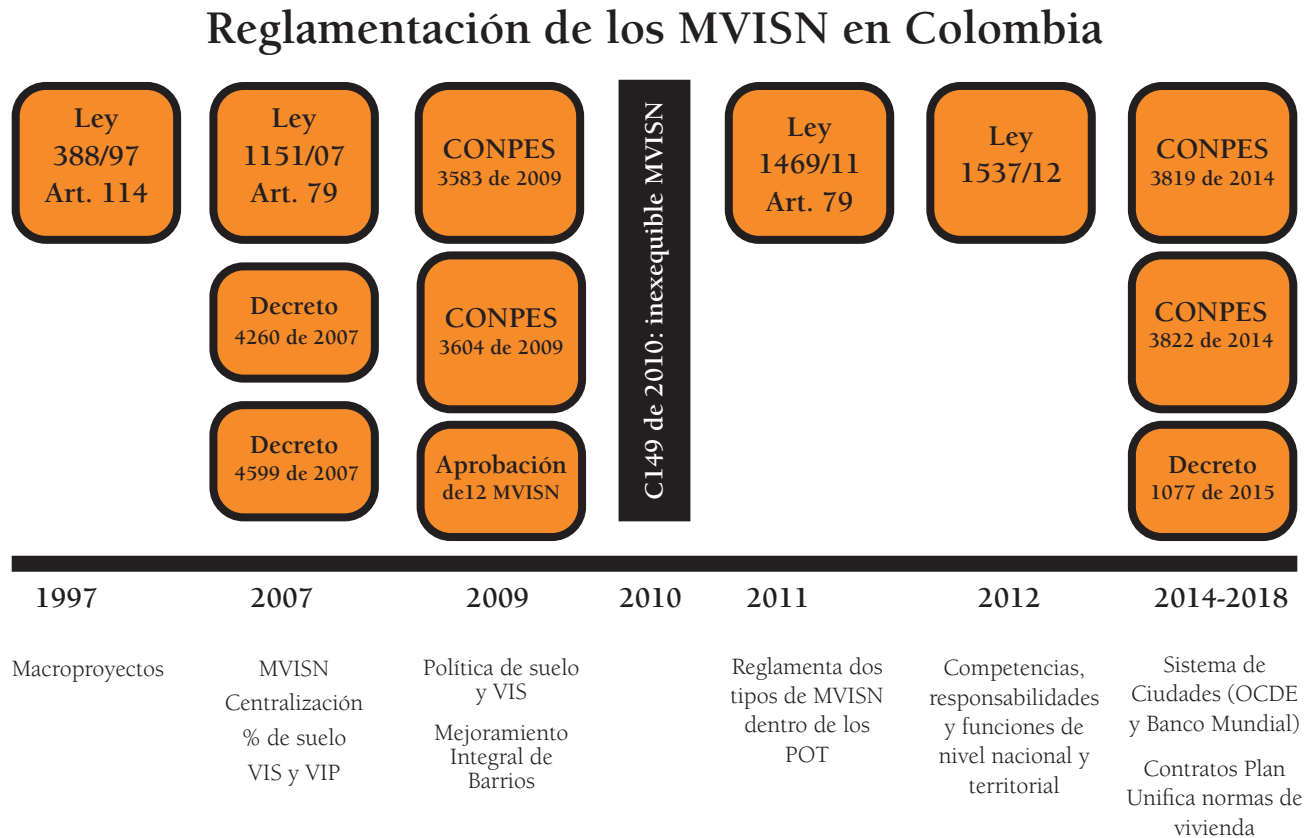 Reglamentación de los MVISN en Colombia
Ley
388/97
Art. 114
Ley
1151/07
Art. 79
Decreto
4260 de 2007
Decreto
4599 de 2007
CONPES
3583 de 2009
CONPES
3604 de 2009
Aprobación
de12 MVISN
C149 de 2010: inexequible MVISN
Ley
1469/11
Art. 79
Ley
1537/12
CONPES
3819 de 2014
CONPES
3822 de 2014
Decreto
1077 de 2015
1997
2007
2009
2010
2011
2012
2014-2018
Macroproyectos
MVISN
Centralización
% de suelo
VIS y VIP
Política de suelo
y VIS
Mejoramiento
Integral de
Barrios
Reglamenta dos
tipos de MVISN
dentro de los
POT
Competencias,
responsabilidades
y funciones de
nivel nacional y
territorial
Sistema de
Ciudades (OCDE
y Banco Mundial)
Contratos Plan
Unifica normas de
vivienda